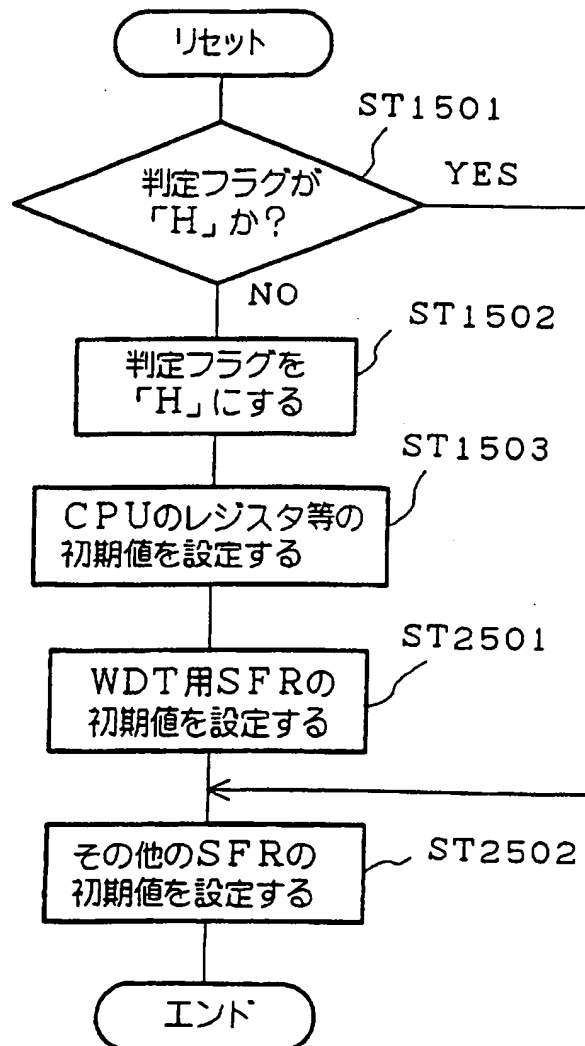 リセット
ST1501
判定フラグが
「H」か?
YES
NO
ST1502
判定フラグを
「H」にする
ST1503
CPUのレジスタ等の
初期値を設定する
ST2501
WDT用SFRの
初期値を設定する
その他のSFRの
初期値を設定する
ST2502
エンド